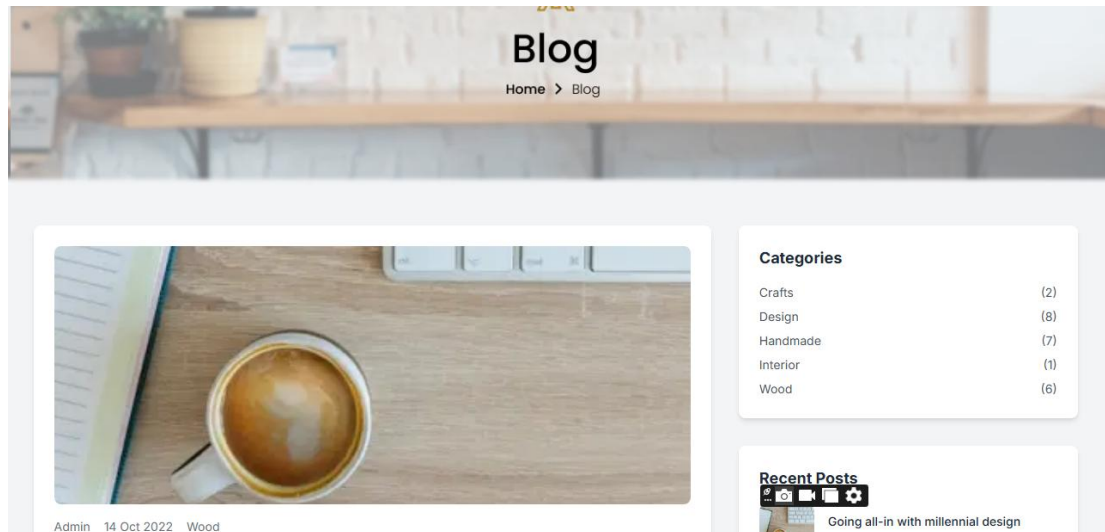 Blog
Home > Blog
Categories
Crafts (2)
Design (8)
Handmade (7)
Interior (1)
Wood (6)
Recent Posts
Admin 14 Oct 2022 Wood
Going all-in with millennial design